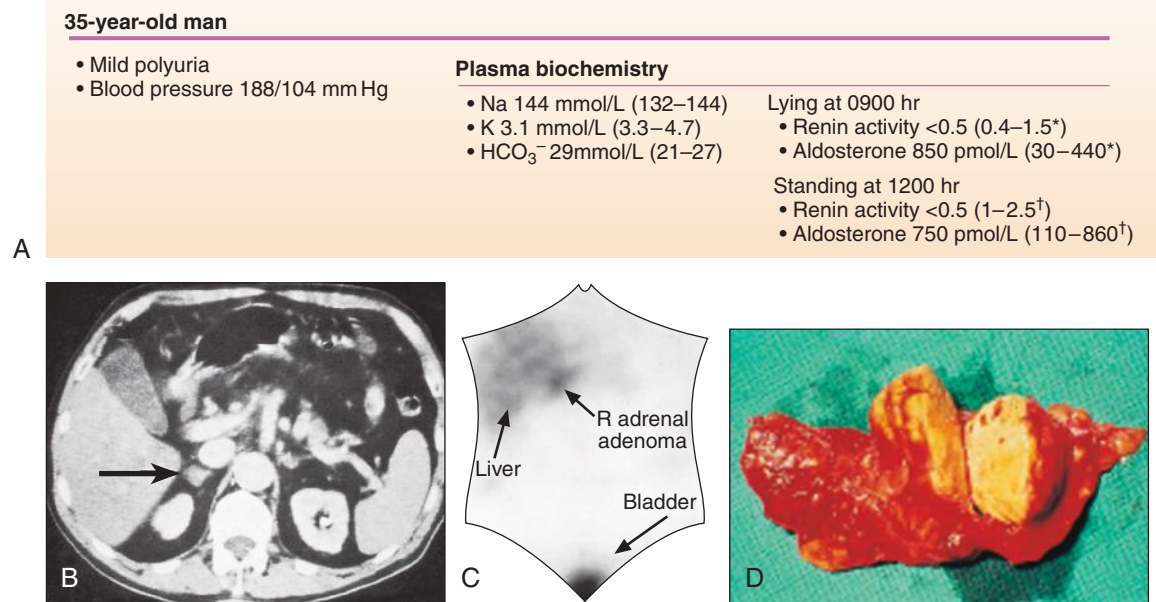 35-year-old man
• Mild polyuria
• Blood pressure 188/104 mm Hg
Plasma biochemistry
• Na 144 mmol/L (132–144)
• K 3.1 mmol/L (3.3–4.7)
• HCO₃⁻ 29mmol/L (21–27)
Lying at 0900 hr
• Renin activity <0.5 (0.4–1.5*)
• Aldosterone 850 pmol/L (30–440*)
Standing at 1200 hr
• Renin activity <0.5 (1–2.5†)
• Aldosterone 750 pmol/L (110–860†)
A
B
Liver
R adrenal
adenoma
Bladder
C
D